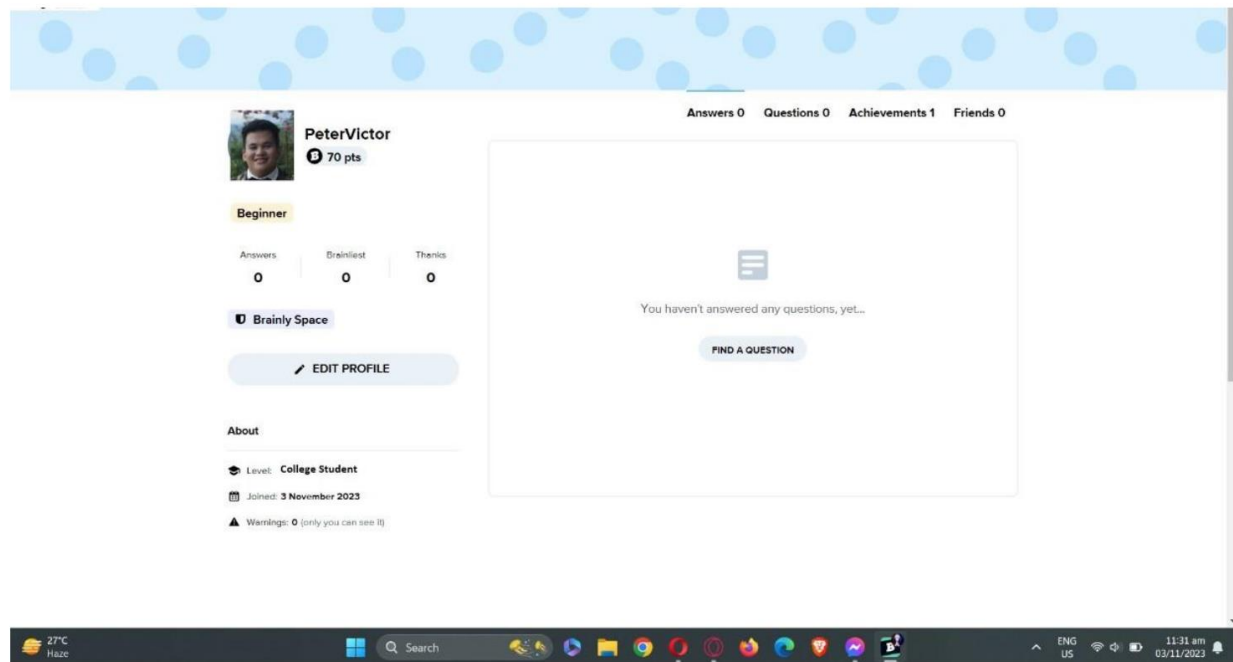 Answers 0 Questions 0 Achievements 1 Friends 0
PeterVictor
70 pts
Beginner
Answers Brainliest Thanks
0 0 0
Brainly Space
EDIT PROFILE
About
Level: College Student
Joined: 3 November 2023
Warnings: 0 (only you can see it)
You haven't answered any questions, yet...
FIND A QUESTION
27°C
Haze
Search
ENG
US
11:31 am
03/11/2023